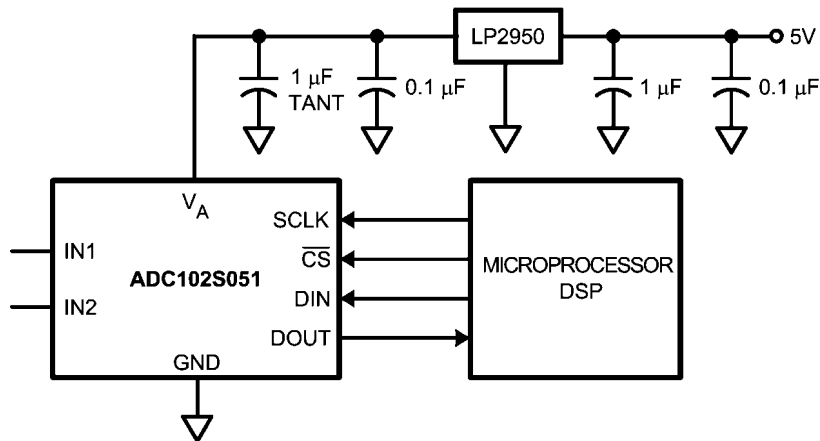 LP2950
5V
1 µF
TANT
0.1 µF
1 µF
0.1 µF
VA
SCLK
IN1
CS
MICROPROCESSOR
DSP
ADC102S051
DIN
IN2
DOUT
GND